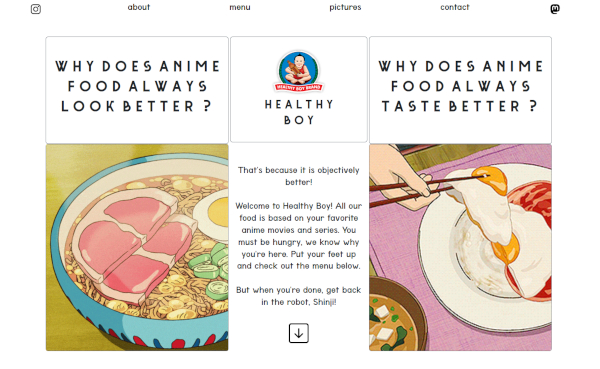 about menu pictures contact
WHY DOES ANIME
FOOD ALWAYS
LOOK BETTER ?
HEALTHY BOY BRAND
HEALTHY
BOY
WHY DOES ANIME
FOOD ALWAYS
TASTE BETTER ?
That's because it is objectively
better!
Welcome to Healthy Boy! All our
food is based on your favorite
anime movies and series. You
must be hungry, we know why
you're here. Put your feet up
and check out the menu below.
But when you're done, get back
in the robot, Shinji!